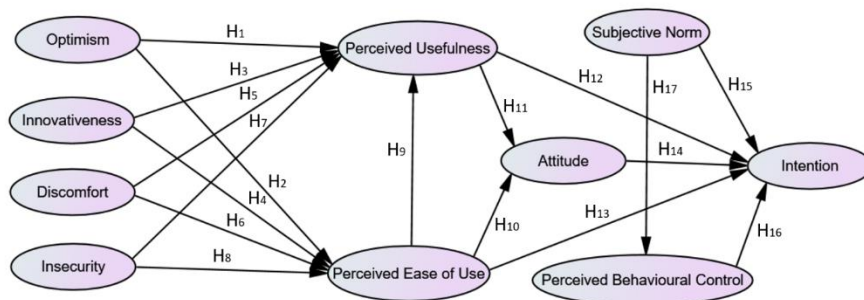 Optimism
H1
Perceived Usefulness
Subjective Norm
H3
H5
H7
H12
H17
H15
Innovativeness
H11
H9
H14
Attitude
Intention
Discomfort
H2
H4
H6
H10
H13
H16
Insecurity
H8
Perceived Ease of Use
Perceived Behavioural Control